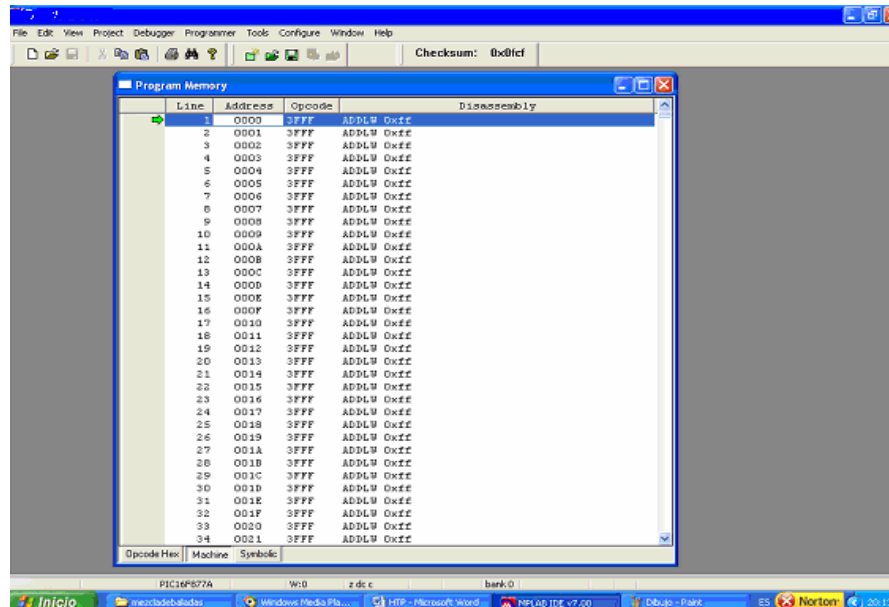 File Edit View Project Debugger Programmer Tools Configure Window Help
Checksum: 0x0fcf
Program Memory
Line Address Opcode Disassembly
1 0000 3FFF ADDLW 0xff
2 0001 3FFF ADDLW 0xff
3 0002 3FFF ADDLW 0xff
4 0003 3FFF ADDLW 0xff
5 0004 3FFF ADDLW 0xff
6 0005 3FFF ADDLW 0xff
7 0006 3FFF ADDLW 0xff
8 0007 3FFF ADDLW 0xff
9 0008 3FFF ADDLW 0xff
10 0009 3FFF ADDLW 0xff
11 000A 3FFF ADDLW 0xff
12 000B 3FFF ADDLW 0xff
13 000C 3FFF ADDLW 0xff
14 000D 3FFF ADDLW 0xff
15 000E 3FFF ADDLW 0xff
16 000F 3FFF ADDLW 0xff
17 0010 3FFF ADDLW 0xff
18 0011 3FFF ADDLW 0xff
19 0012 3FFF ADDLW 0xff
20 0013 3FFF ADDLW 0xff
21 0014 3FFF ADDLW 0xff
22 0015 3FFF ADDLW 0xff
23 0016 3FFF ADDLW 0xff
24 0017 3FFF ADDLW 0xff
25 0018 3FFF ADDLW 0xff
26 0019 3FFF ADDLW 0xff
27 001A 3FFF ADDLW 0xff
28 001B 3FFF ADDLW 0xff
29 001C 3FFF ADDLW 0xff
30 001D 3FFF ADDLW 0xff
31 001E 3FFF ADDLW 0xff
32 001F 3FFF ADDLW 0xff
33 0020 3FFF ADDLW 0xff
34 0021 3FFF ADDLW 0xff
Opcode Hex Machine Symbolic
PIC16F877A W:0 z dc c bank:0
Inicio mezcladebaladas Windows Media Pla... HTP - Microsoft Word MPLAB IDE v7.00 Dibujo - Paint ES Norton